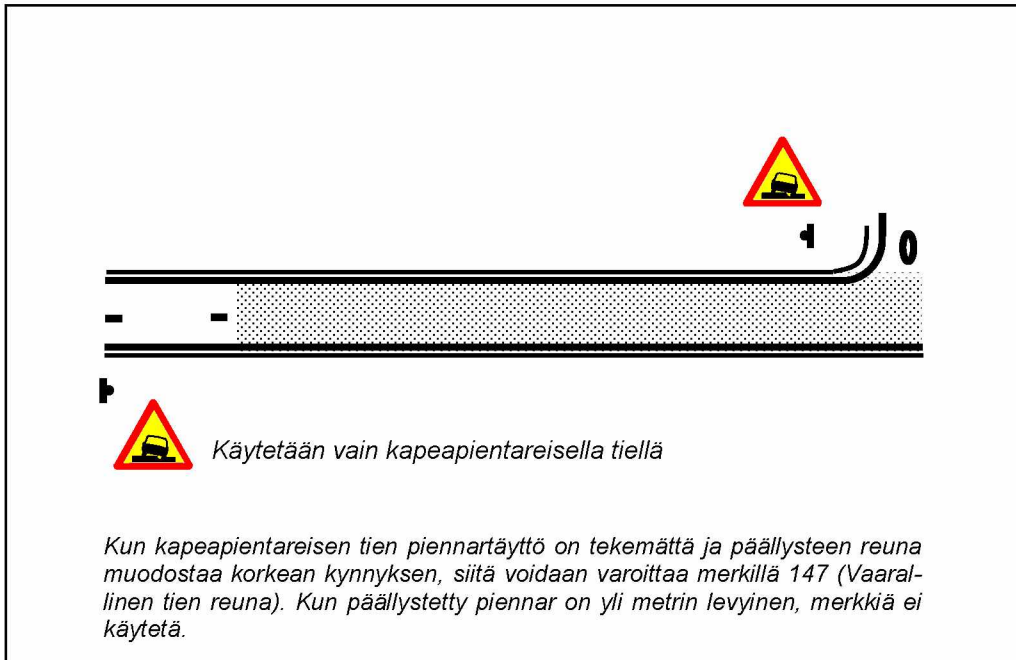 Käytetään vain kapeapientareisella tiellä
Kun kapeapientareisen tien piennartäyttö on tekemättä ja päällysteen reuna
muodostaa korkean kynnyksen, siitä voidaan varoittaa merkillä 147 (Vaaral-
linen tien reuna). Kun päällystetty piennar on yli metrin levyinen, merkkiä ei
käytetä.